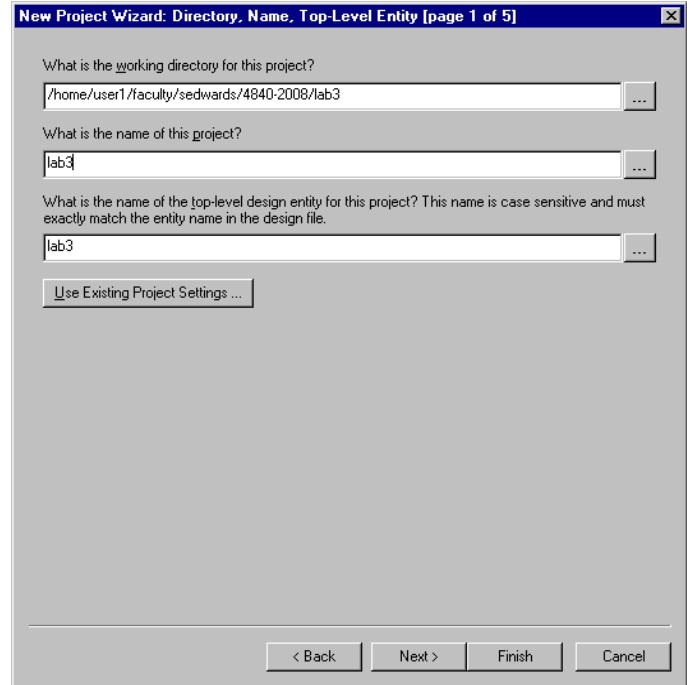 New Project Wizard: Directory, Name, Top-Level Entity [page 1 of 5]
What is the working directory for this project?
/home/user1/faculty/sedwards/4840-2008/lab3
...
What is the name of this project?
lab3
...
What is the name of the top-level design entity for this project? This name is case sensitive and must
exactly match the entity name in the design file.
lab3
...
Use Existing Project Settings ...
< Back
Next >
Finish
Cancel